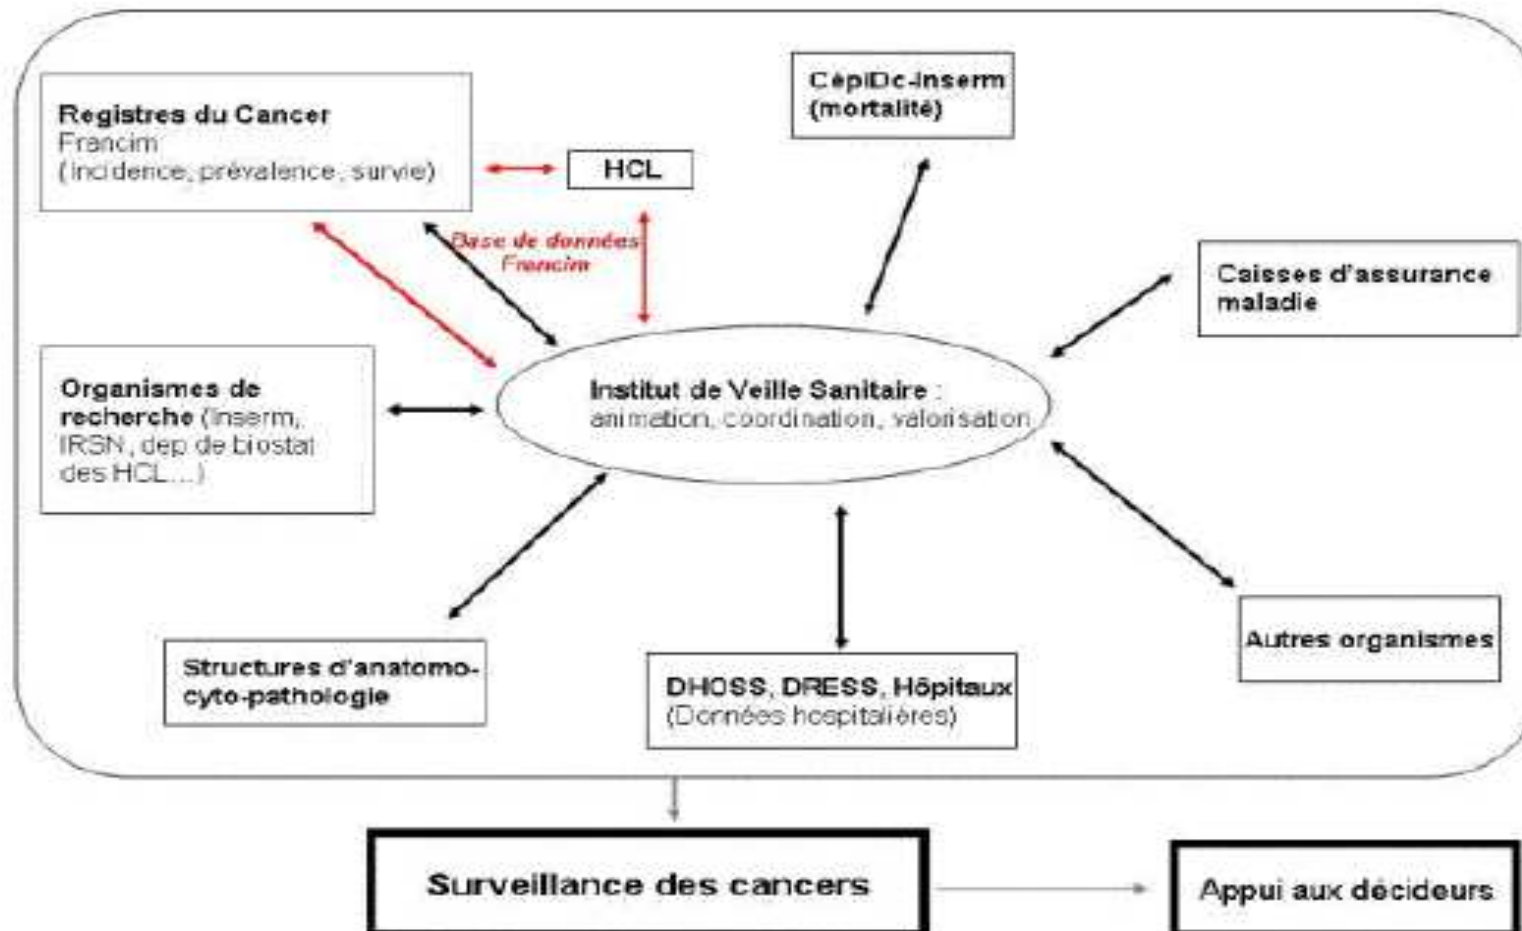 Registres du Cancer
Francim
(Incidence, prévalence, survie)
HCL
CépiDc-Inserm
(mortalité)
Base de données
Francim
Caisses d'assurance
maladie
Organismes de
recherche (Inserm,
IRSN, dep de biostat
des HCL...)
Institut de Veille Sanitaire :
animation, coordination, valorisation
Structures d'anatomo-
cyto-pathologie
DHOSS, DRESS, Hôpitaux
(Données hospitalières)
Autres organismes
Surveillance des cancers
Appui aux décideurs